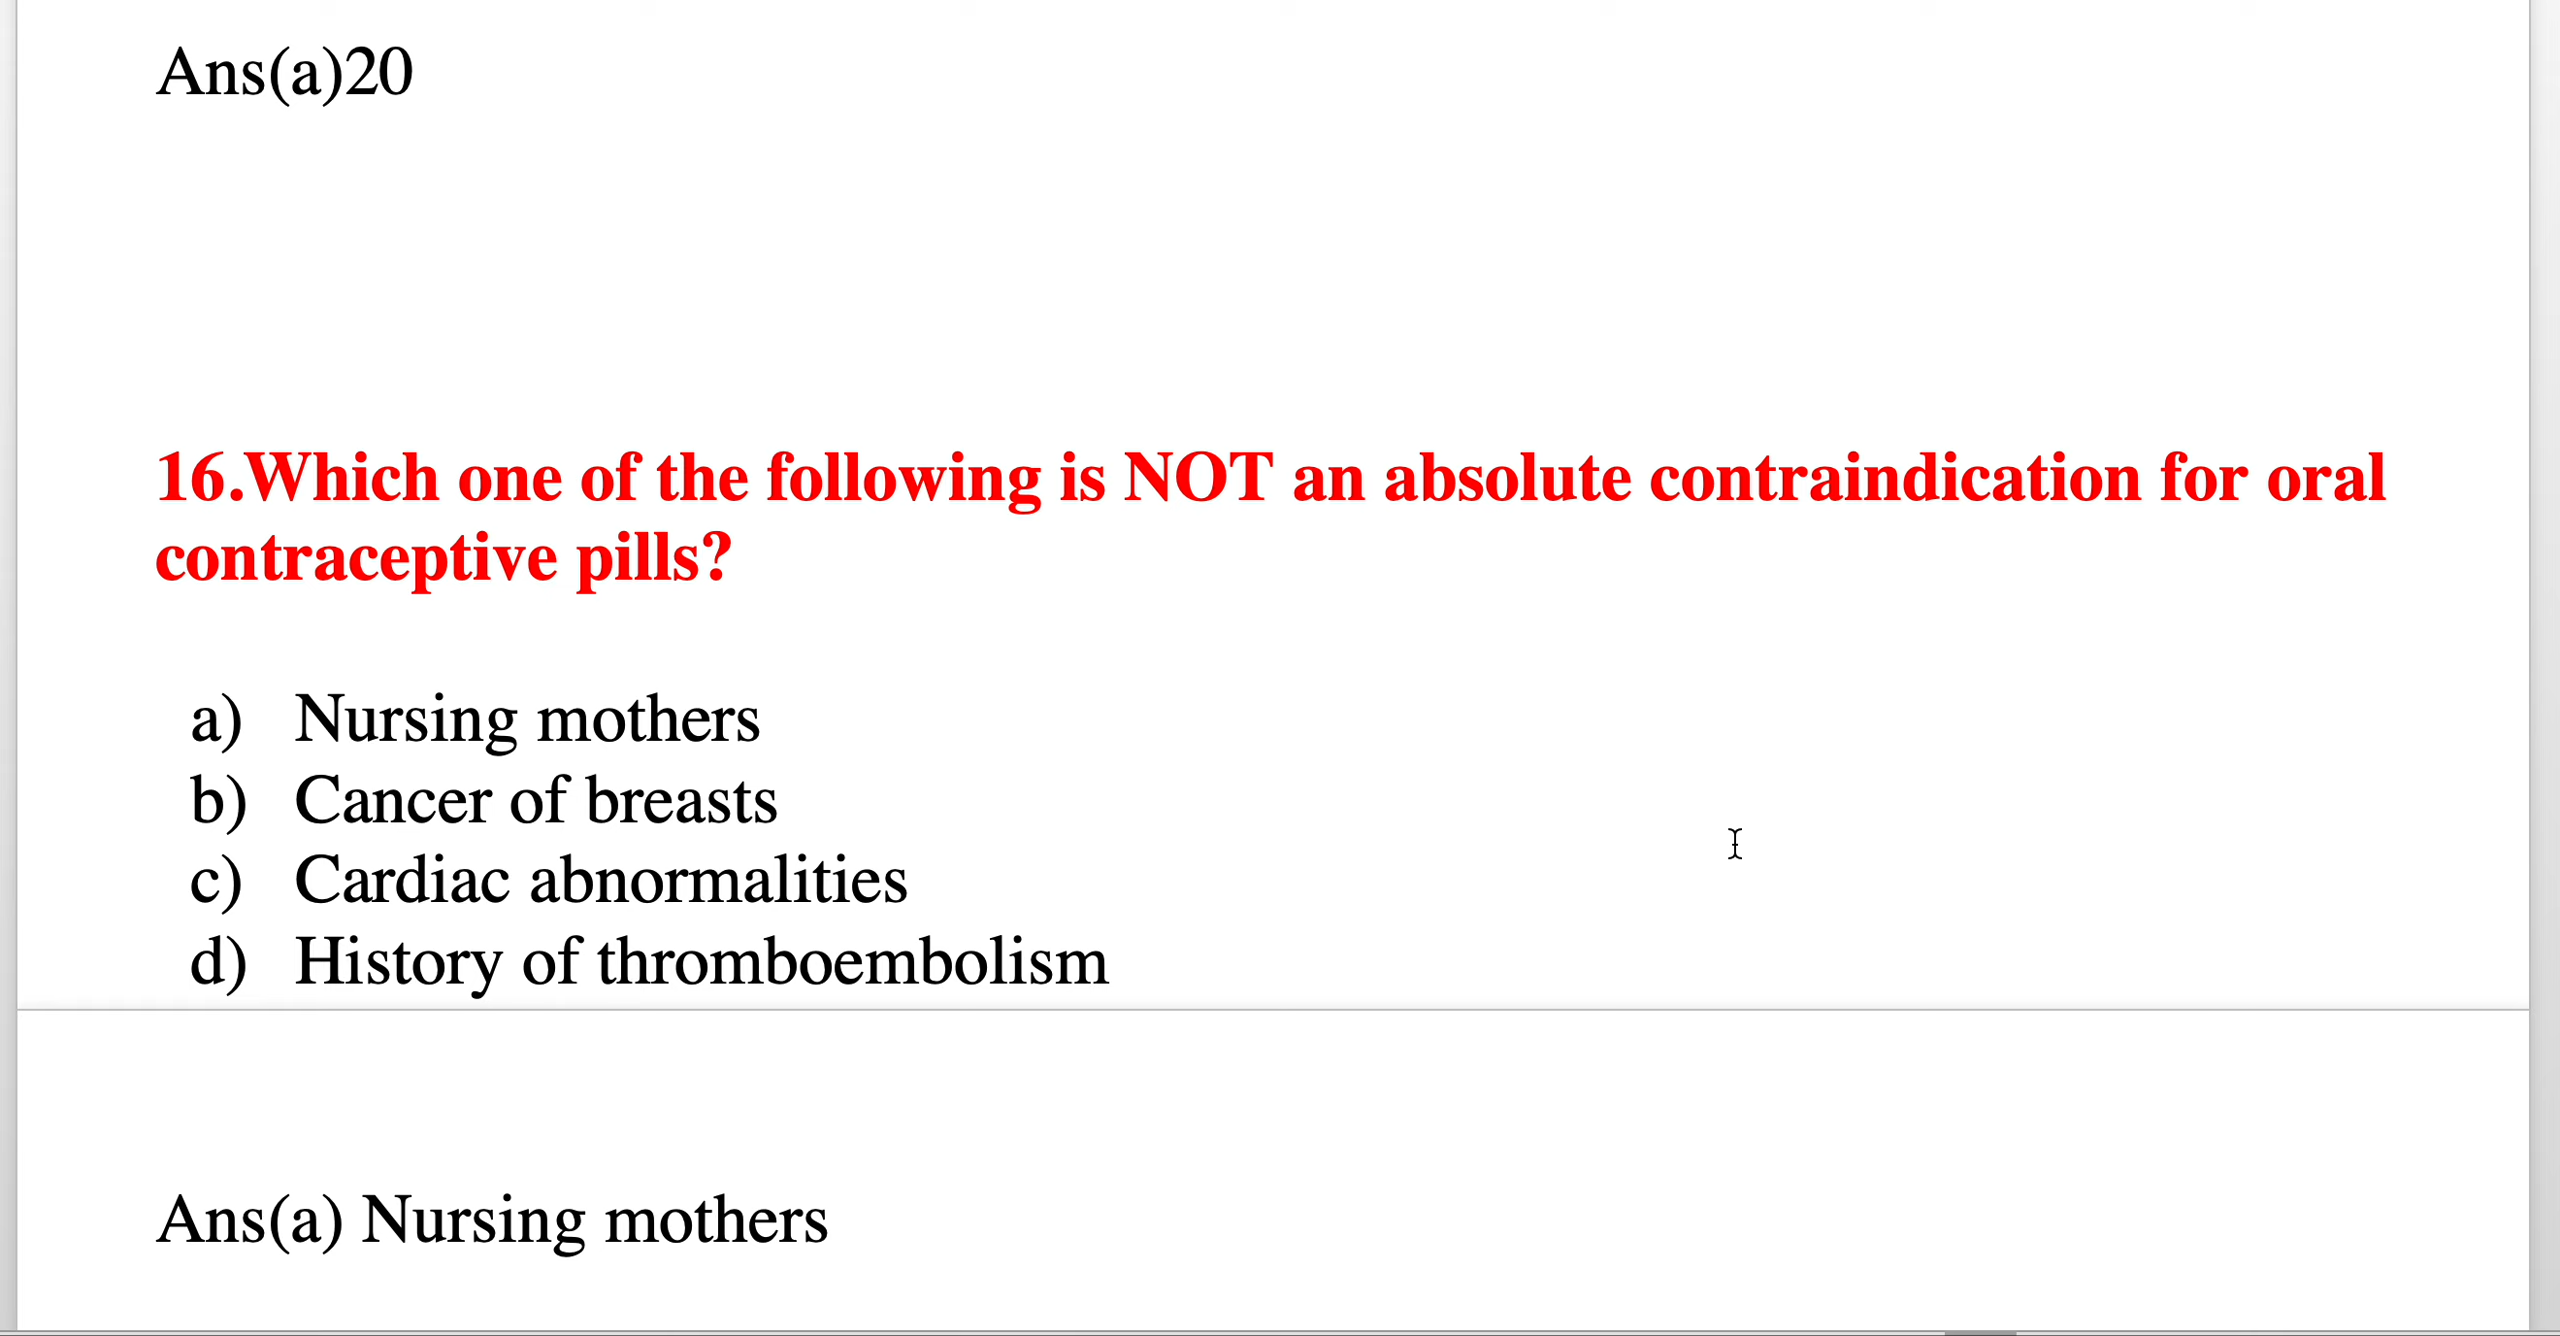 Ans(a)20
16.Which one of the following is NOT an absolute contraindication for oral
contraceptive pills?
a) Nursing mothers
b) Cancer of breasts
c) Cardiac abnormalities
d) History of thromboembolism
Ans(a) Nursing mothers